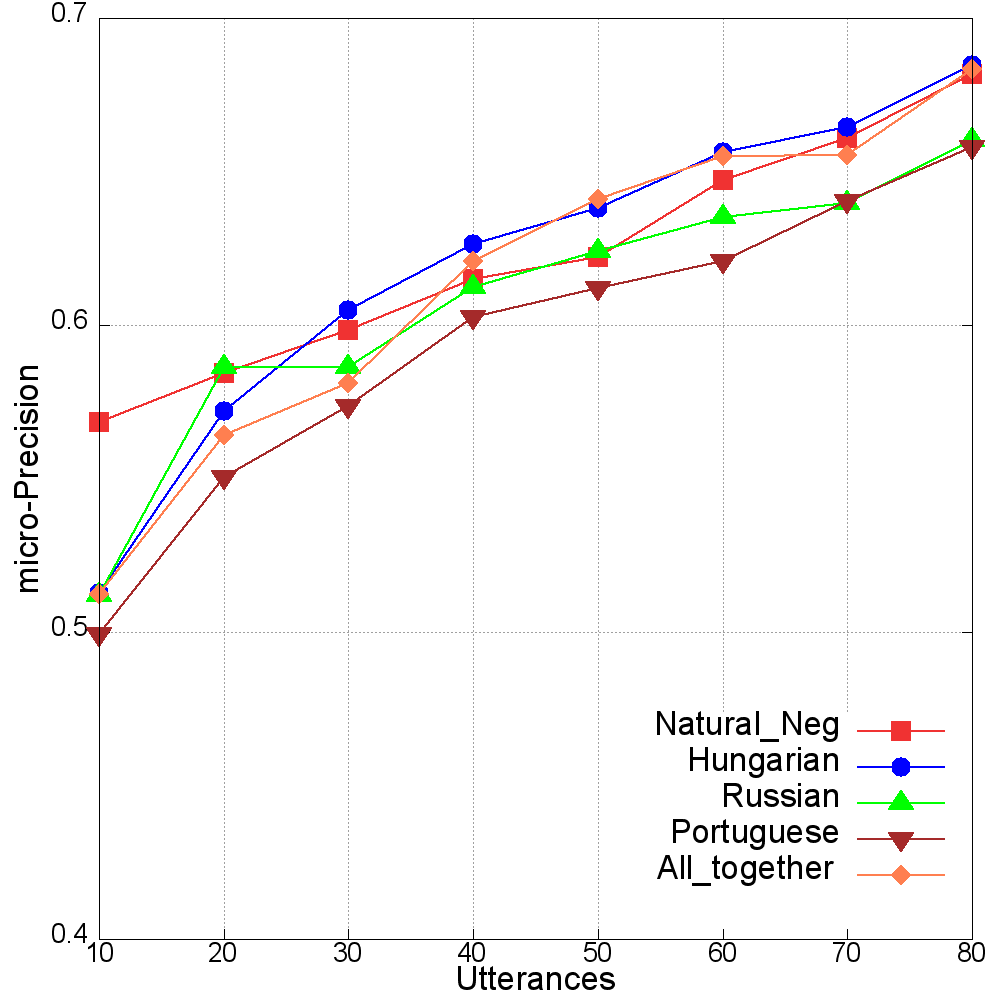 0.7
0.6
0.5
0.4
micro-Precision
Natural_Neg
Hungarian
Russian
Portuguese
All_together
10 20 30 40 50 60 70 80
Utterances